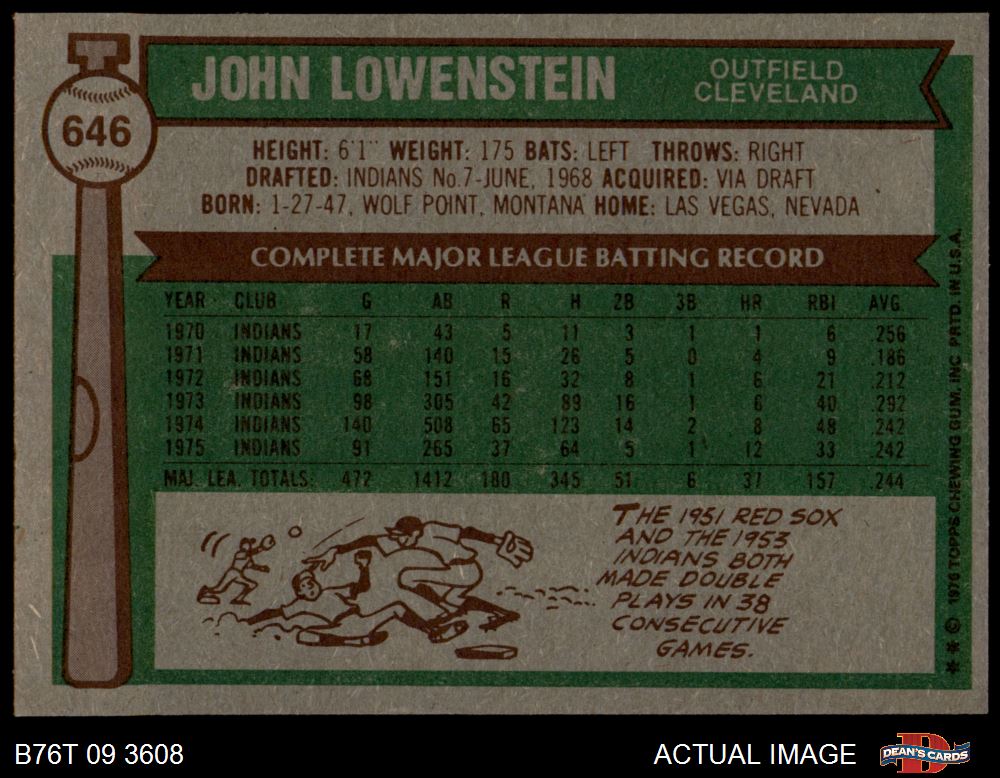 646
JOHN LOWENSTEIN
OUTFIELD
CLEVELAND
HEIGHT: 6'1" WEIGHT: 175 BATS: LEFT THROWS: RIGHT
DRAFTED: INDIANS No.7-JUNE, 1968 ACQUIRED: VIA DRAFT
BORN: 1-27-47, WOLF POINT, MONTANA HOME: LAS VEGAS, NEVADA
COMPLETE MAJOR LEAGUE BATTING RECORD
YEAR CLUB G AB R H 2B 3B HR RBI AVG.
1970 INDIANS 17 43 5 11 3 1 1 6 .256
1971 INDIANS 58 140 15 26 5 0 4 9 .186
1972 INDIANS 68 151 16 32 8 1 6 21 .212
1973 INDIANS 98 305 42 89 16 1 6 40 .292
1974 INDIANS 140 508 65 123 14 2 8 48 .242
1975 INDIANS 91 265 37 64 5 1 12 33 .242
MAJ. LEA. TOTALS: 472 1412 180 345 51 6 37 157 .244
THE 1951 RED SOX
AND THE 1953
INDIANS BOTH
MADE DOUBLE
PLAYS IN 38
CONSECUTIVE
GAMES.
** © 1976 TOPPS CHEWING GUM, INC. PRTD. IN U.S.A.
B76T 09 3608
ACTUAL IMAGE
D
DEAN'S CARDS